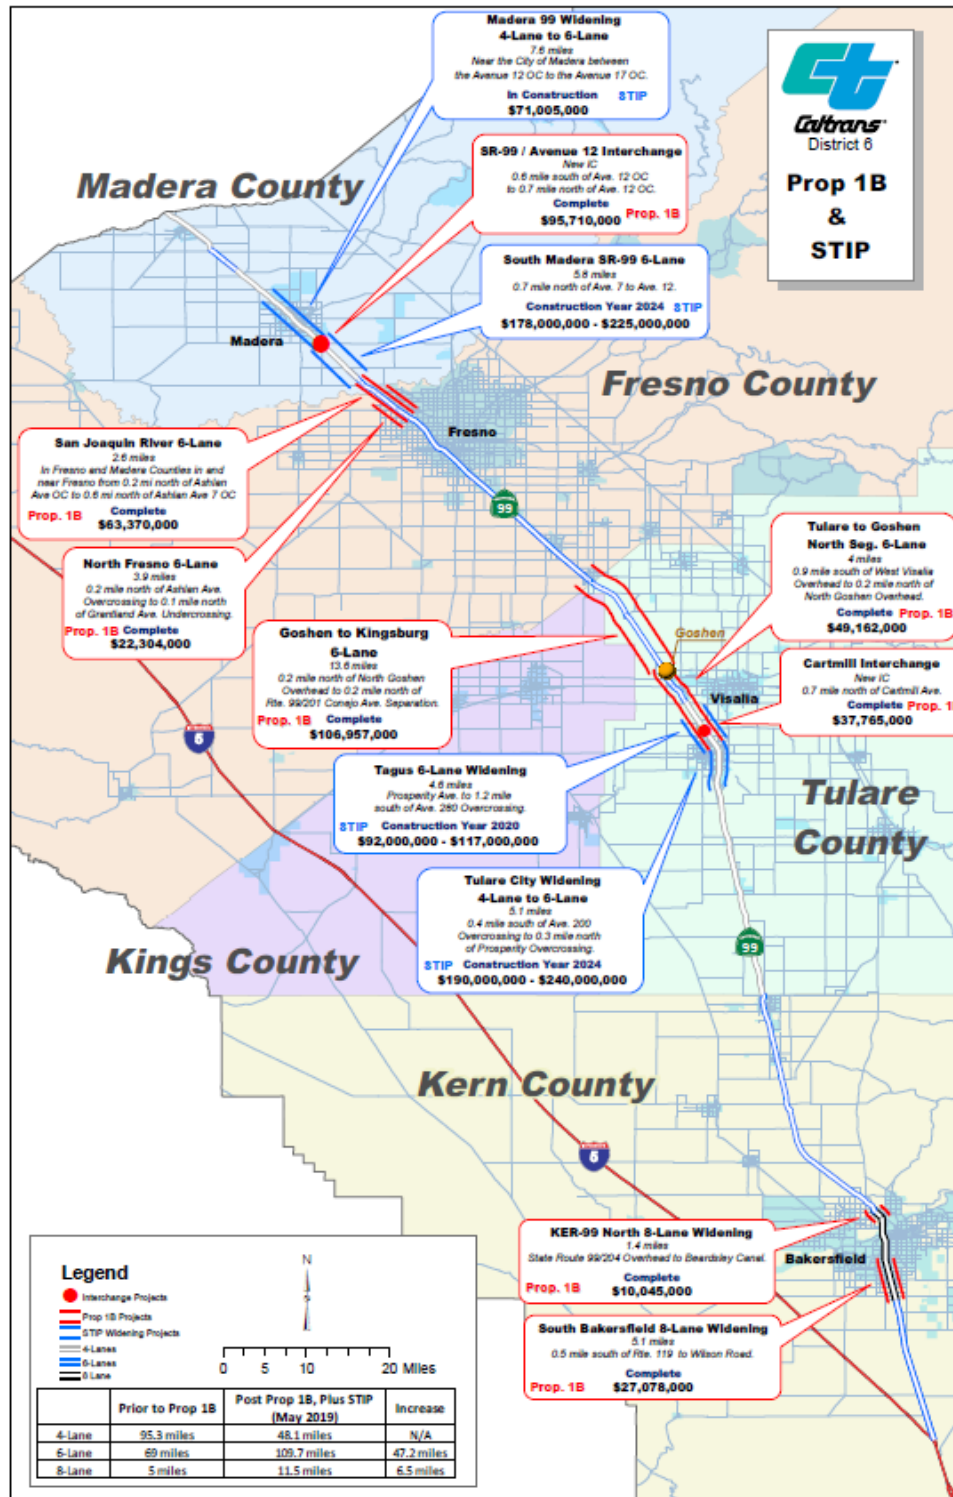 Madera 99 Widening
4-Lane to 6-Lane
7.6 miles
Near the City of Madera between
the Avenue 12 OC to the Avenue 17 OC.
In Construction STIP
$71,005,000
Caltrans
District 6
Prop 1B
&
STIP
SR-99 / Avenue 12 Interchange
New IC
0.6 mile south of Ave. 12 OC
to 0.7 mile north of Ave. 12 OC.
Complete
$95,710,000 Prop. 1B
Madera County
South Madera SR-99 6-Lane
5.8 miles
0.7 mile north of Ave. 7 to Ave. 12.
Construction Year 2024 STIP
$178,000,000 - $225,000,000
Madera
Fresno County
San Joaquin River 6-Lane
2.6 miles
In Fresno and Madera Counties in and
near Fresno from 0.2 mi north of Ashlan
Ave OC to 0.6 mi north of Ashlan Ave 7 OC
Complete
Prop. 1B
$63,370,000
Fresno
99
North Fresno 6-Lane
3.9 miles
0.2 mile north of Ashlan Ave.
Overcrossing to 0.1 mile north
of Grantland Ave. Undercrossing.
Prop. 1B Complete
$22,304,000
Tulare to Goshen
North Seg. 6-Lane
4 miles
0.9 mile south of West Visalia
Overhead to 0.2 mile north of
North Goshen Overhead.
Complete Prop. 1B
$49,162,000
Goshen to Kingsburg
6-Lane
13.6 miles
0.2 mile north of North Goshen
Overhead to 0.2 mile north of
Rte. 99/201 Conejo Ave. Separation.
Prop. 1B Complete
$106,957,000
Goshen
Visalia
Cartmill Interchange
New IC
0.7 mile north of Cartmill Ave.
Complete Prop. 1
$37,765,000
5
Tagus 6-Lane Widening
4.6 miles
Prosperity Ave. to 1.2 mile
south of Ave. 280 Overcrossing.
STIP Construction Year 2020
$92,000,000 - $117,000,000
Tulare
County
Tulare City Widening
4-Lane to 6-Lane
5.1 miles
0.4 mile south of Ave. 200
Overcrossing to 0.3 mile north
of Prosperity Overcrossing.
STIP Construction Year 2024
$190,000,000 - $240,000,000
99
Kings County
Kern County
5
KER-99 North 8-Lane Widening
1.4 miles
State Route 99/204 Overhead to Beardsley Canal.
Complete
Prop. 1B
$10,045,000
Bakersfield
South Bakersfield 8-Lane Widening
5.1 miles
0.5 mile south of Rte. 119 to Wilson Road.
Complete
Prop. 1B $27,078,000
Legend
Interchange Projects
Prop 1B Projects
STIP Widening Projects
4-Lanes
6-Lanes
8 Lane
N
S
0 5 10 20 Miles
Prior to Prop 1B Post Prop 1B, Plus STIP (May 2019) Increase
4-Lane 95.3 miles 48.1 miles N/A
6-Lane 69 miles 109.7 miles 47.2 miles
8-Lane 5 miles 11.5 miles 6.5 miles